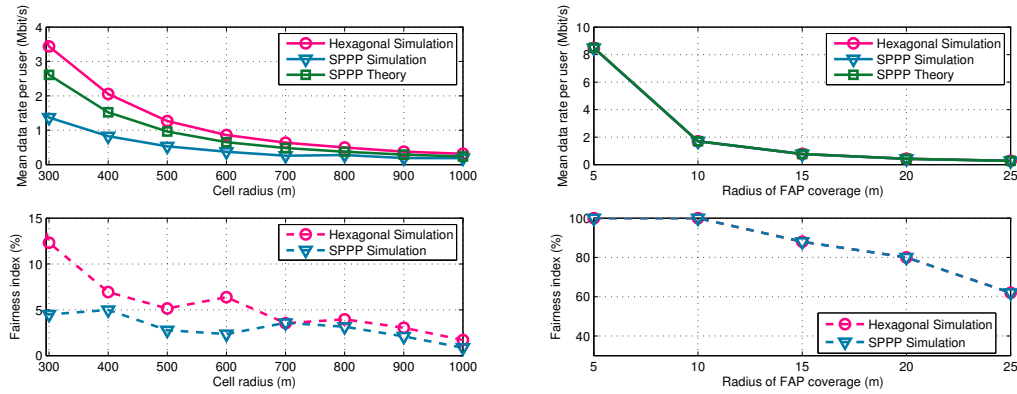 Mean data rate per user (Mbit/s)
4
3
2
1
0
Hexagonal Simulation
SPPP Simulation
SPPP Theory
300 400 500 600 700 800 900 1000
Cell radius (m)
Mean data rate per user (Mbit/s)
10
8
6
4
2
0
Hexagonal Simulation
SPPP Simulation
SPPP Theory
5 10 15 20 25
Radius of FAP coverage (m)
Fairness index (%)
15
10
5
0
Hexagonal Simulation
SPPP Simulation
300 400 500 600 700 800 900 1000
Cell radius (m)
Fairness index (%)
100
80
60
40
Hexagonal Simulation
SPPP Simulation
5 10 15 20 25
Radius of FAP coverage (m)